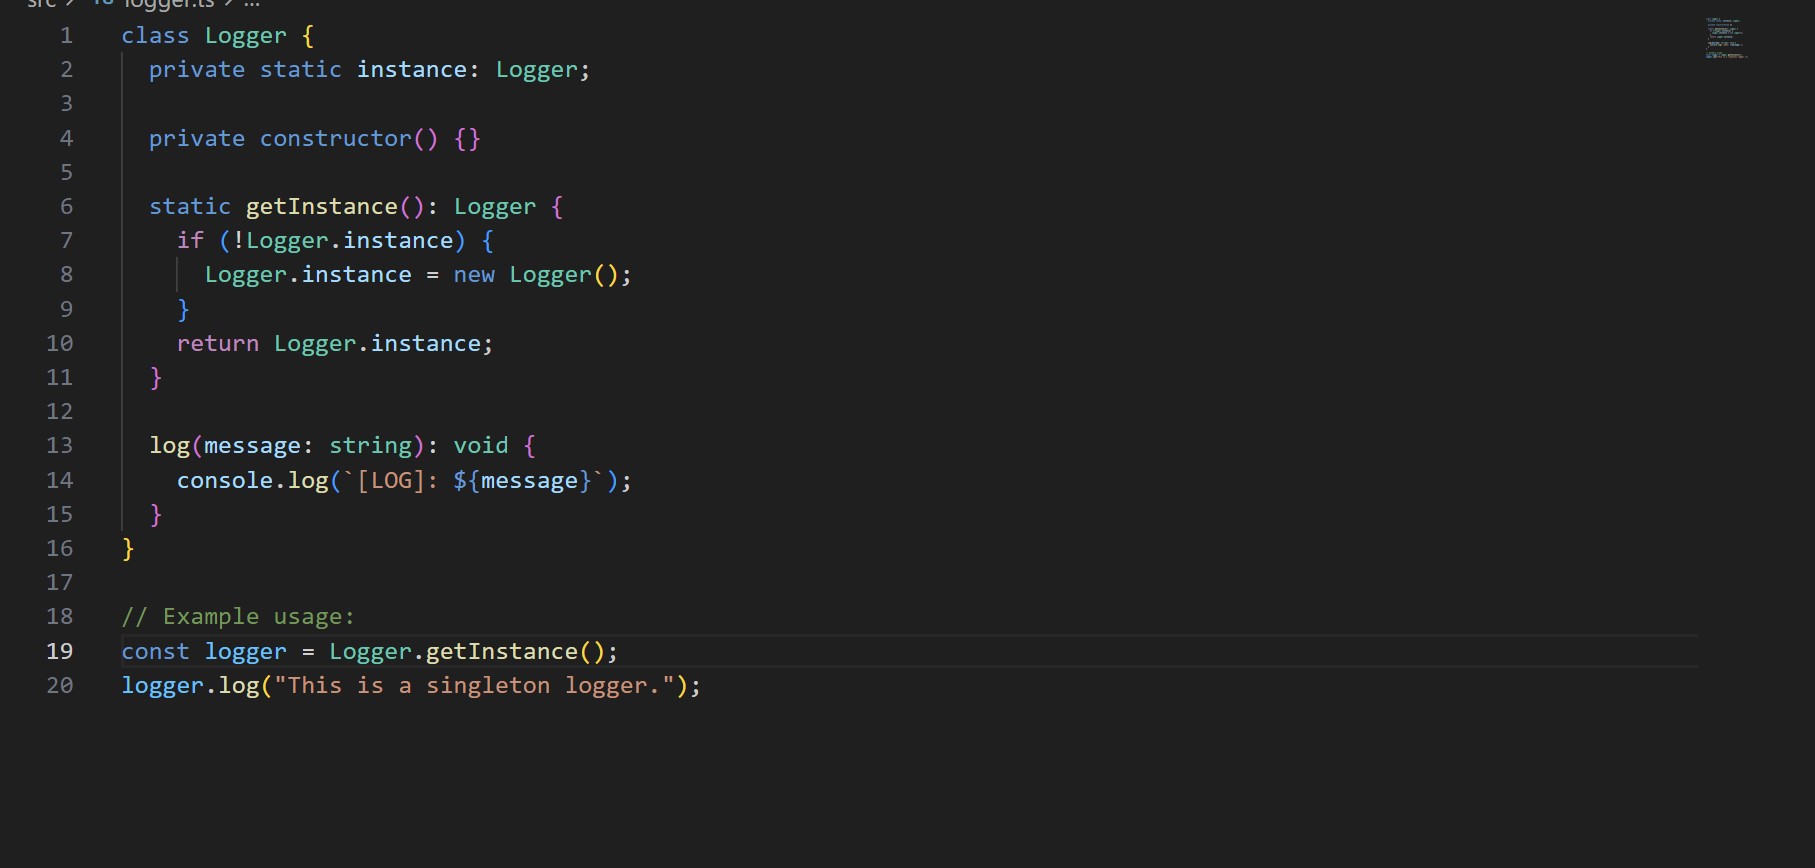 src > TS logger.ts > ...
1 class Logger {
2   private static instance: Logger;
3
4   private constructor() {}
5
6   static getInstance(): Logger {
7     if (!Logger.instance) {
8       Logger.instance = new Logger();
9     }
10     return Logger.instance;
11   }
12
13   log(message: string): void {
14     console.log(`[LOG]: ${message}`);
15   }
16 }
17
18 // Example usage:
19 const logger = Logger.getInstance();
20 logger.log("This is a singleton logger.");